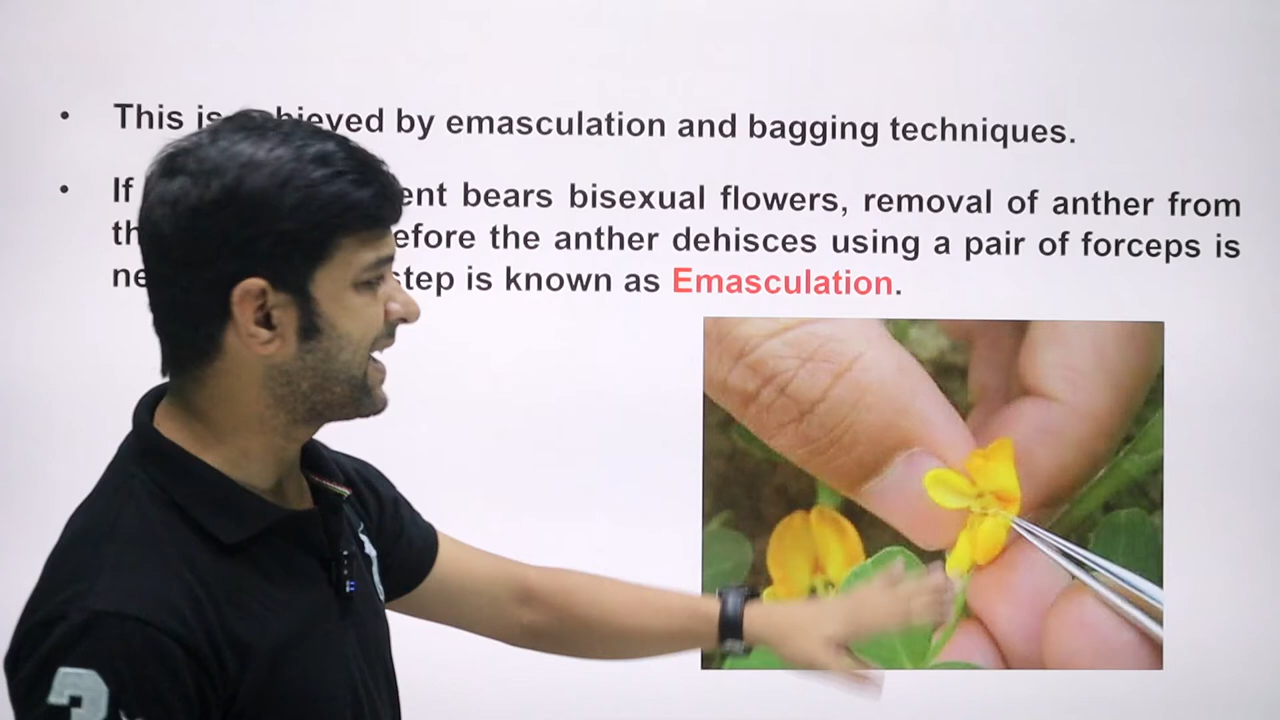 • This is achieved by emasculation and bagging techniques.
• If ent bears bisexual flowers, removal of anther from
th efore the anther dehisces using a pair of forceps is
ne step is known as Emasculation.
3